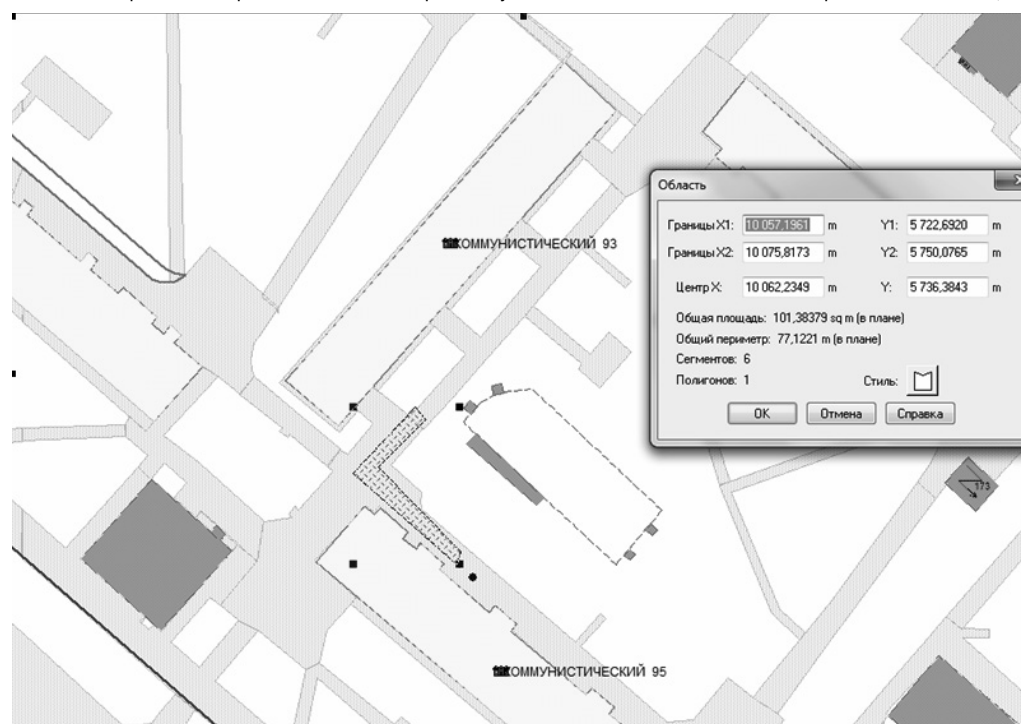 Область
Границы X1: 10 057,1961 m Y1: 5 722,6920 m
Границы X2: 10 075,8173 m Y2: 5 750,0765 m
Центр X: 10 062,2349 m Y: 5 736,3843 m
Общая площадь: 101,38379 sq m (в плане)
Общий периметр: 77,1221 m (в плане)
Сегментов: 6
Полигонов: 1 Стиль:
OK Отмена Справка
КОММУНИСТИЧЕСКИЙ 93
173
КОММУНИСТИЧЕСКИЙ 95